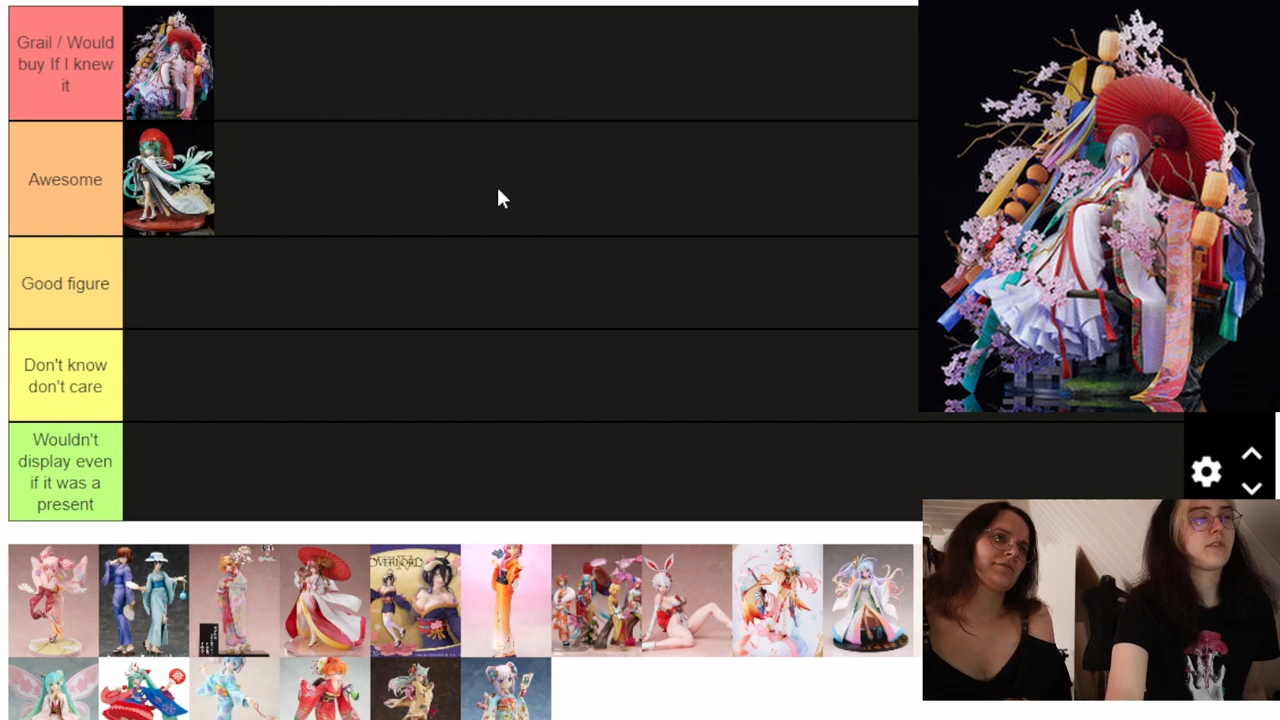 Grail / Would
buy If I knew
it
Awesome
Good figure
Don't know
don't care
Wouldn't
display even
if it was a
present
OVERLORD